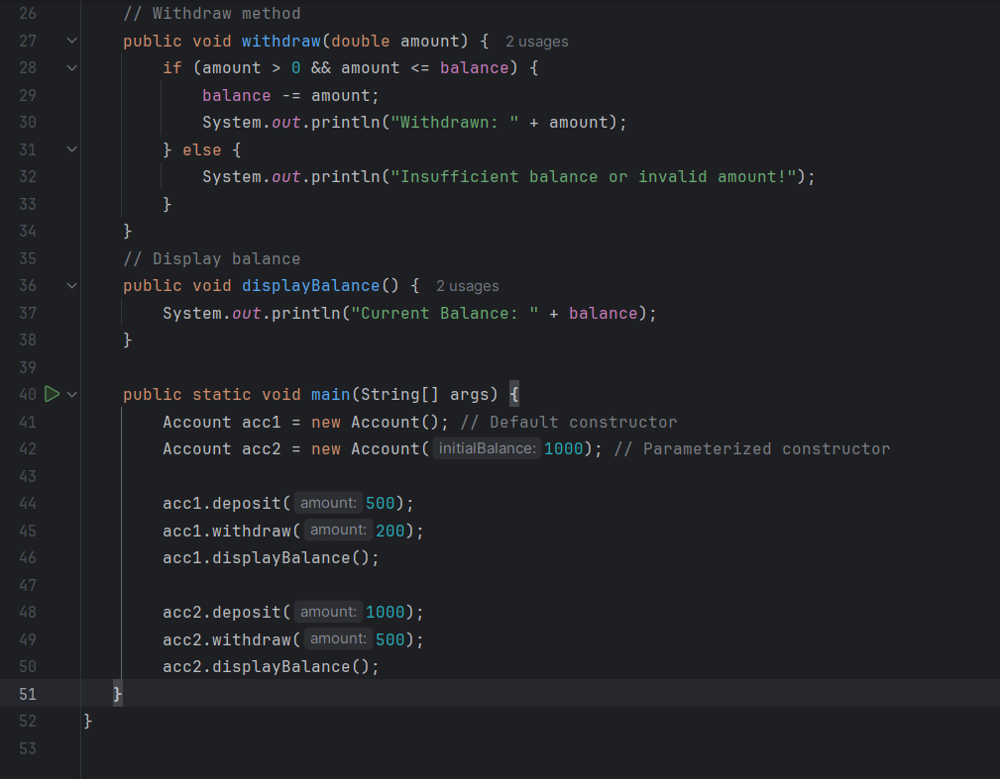 26 // Withdraw method
27 public void withdraw(double amount) { 2 usages
28 if (amount > 0 && amount <= balance) {
29 balance -= amount;
30 System.out.println("Withdrawn: " + amount);
31 } else {
32 System.out.println("Insufficient balance or invalid amount!");
33 }
34 }
35 // Display balance
36 public void displayBalance() { 2 usages
37 System.out.println("Current Balance: " + balance);
38 }
39
40 public static void main(String[] args) {
41 Account acc1 = new Account(); // Default constructor
42 Account acc2 = new Account( initialBalance: 1000); // Parameterized constructor
43
44 acc1.deposit( amount: 500);
45 acc1.withdraw( amount: 200);
46 acc1.displayBalance();
47
48 acc2.deposit( amount: 1000);
49 acc2.withdraw( amount: 500);
50 acc2.displayBalance();
51 }
52 }
53